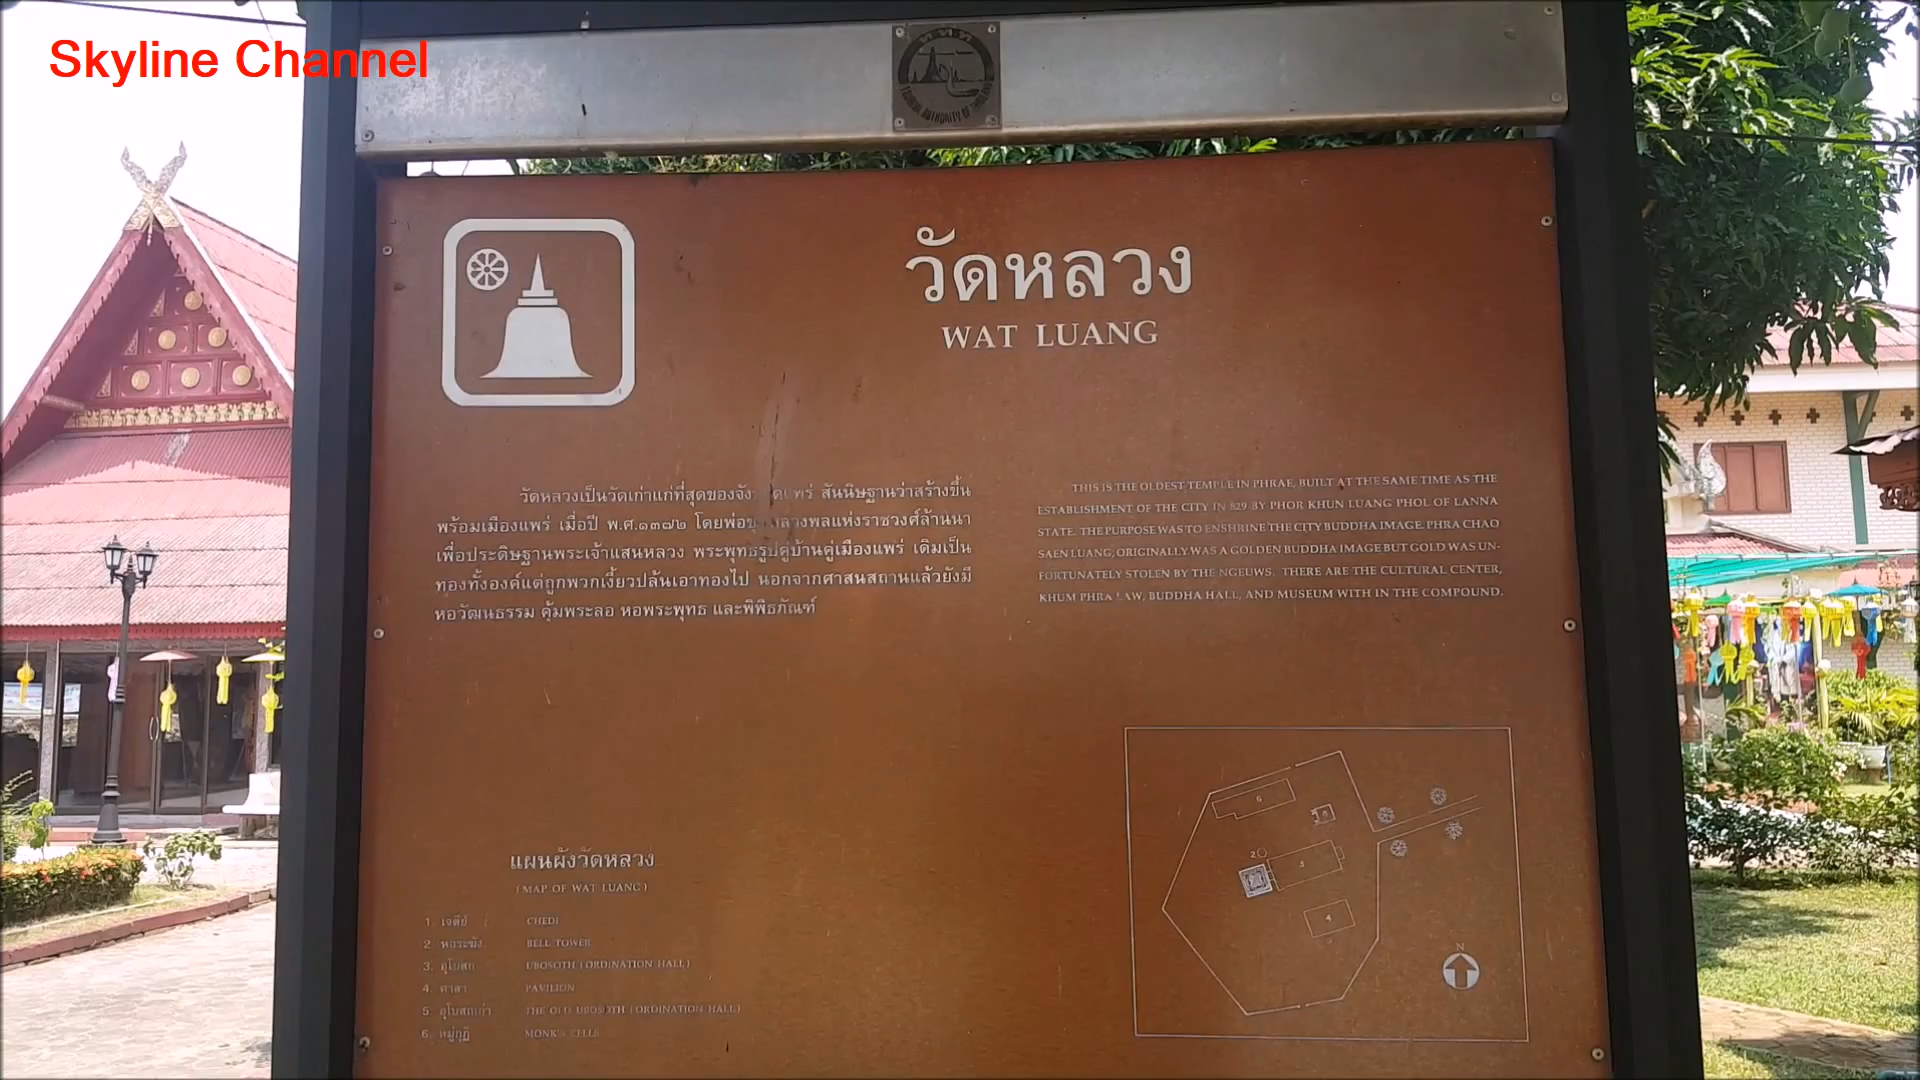 Skyline Channel
TOURISM AUTHORITY OF THAILAND
วัดหลวง
WAT LUANG
วัดหลวงเป็นวัดเก่าแก่ที่สุดของจังหวัดแพร่ สันนิษฐานว่าสร้างขึ้น
พร้อมเมืองแพร่ เมื่อปี พ.ศ.๑๓๗๒ โดยพ่อขุนหลวงพลแห่งราชวงศ์ล้านนา
เพื่อประดิษฐานพระเจ้าแสนหลวง พระพุทธรูปคู่บ้านคู่เมืองแพร่ เดิมเป็น
ทองทั้งองค์แต่ถูกพวกเงี้ยวปล้นเอาทองไป นอกจากศาสนสถานแล้วยังมี
หอวัฒนธรรม คุ้มพระลอ หอพระพุทธ และพิพิธภัณฑ์
THIS IS THE OLDEST TEMPLE IN PHRAE, BUILT AT THE SAME TIME AS THE
ESTABLISHMENT OF THE CITY IN 829 BY PHOR KHUN LUANG PHOL OF LANNA
STATE. THE PURPOSE WAS TO ENSHRINE THE CITY BUDDHA IMAGE. PHRA CHAO
SAEN LUANG, ORIGINALLY WAS A GOLDEN BUDDHA IMAGE BUT GOLD WAS UN-
FORTUNATELY STOLEN BY THE NGEUWS. THERE ARE THE CULTURAL CENTER,
KHUM PHRA LAW, BUDDHA HALL, AND MUSEUM WITH IN THE COMPOUND.
แผนผังวัดหลวง
(MAP OF WAT LUANG)
1. เจดีย์ CHEDI
2. หอระฆัง BELL TOWER
3. อุโบสถ UBOSOTH (ORDINATION HALL)
4. ศาลา PAVILION
5. อุโบสถเก่า THE OLD UBOSOTH (ORDINATION HALL)
6. หมู่กุฏิ MONK'S CELLS
6
5
2
3
4
N